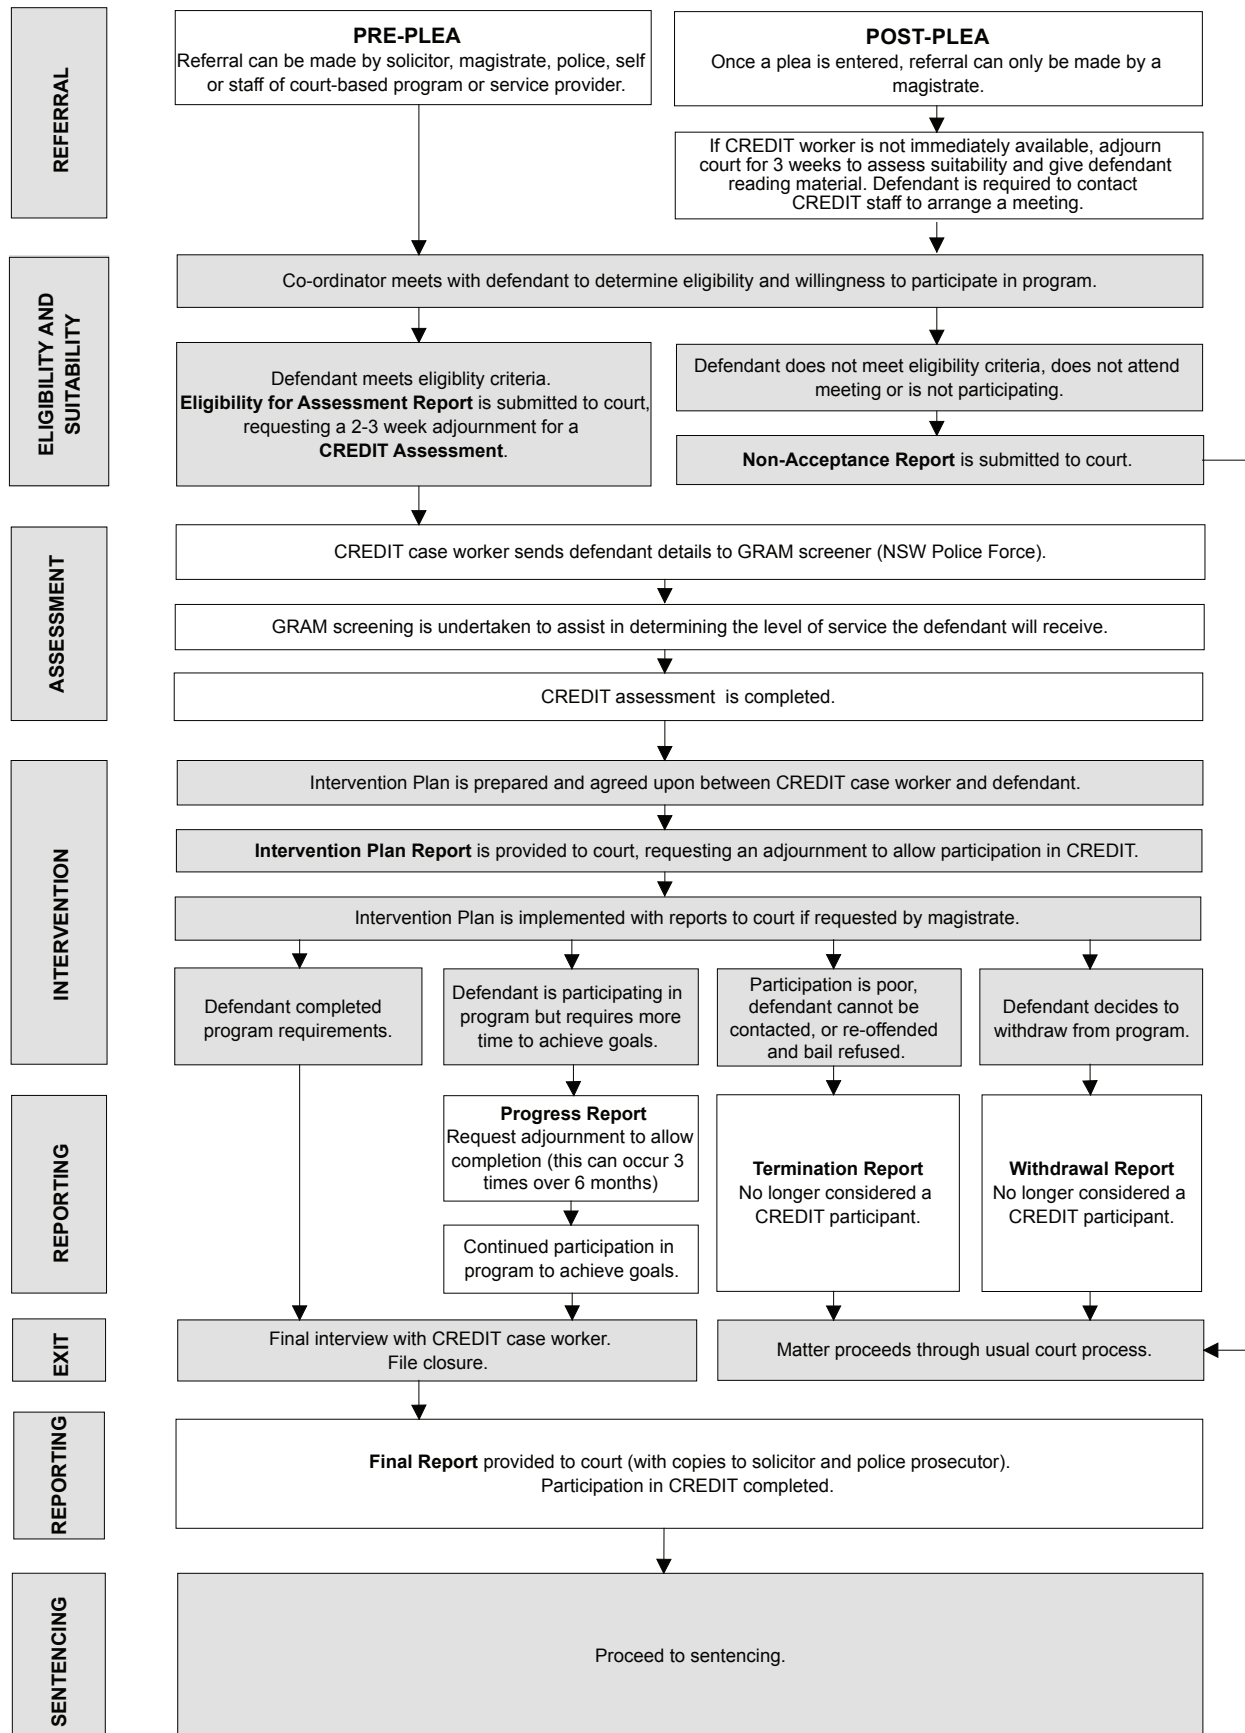 REFERRAL
PRE-PLEA
Referral can be made by solicitor, magistrate, police, self
or staff of court-based program or service provider.
POST-PLEA
Once a plea is entered, referral can only be made by a
magistrate.
If CREDIT worker is not immediately available, adjourn
court for 3 weeks to assess suitability and give defendant
reading material. Defendant is required to contact
CREDIT staff to arrange a meeting.
ELIGIBILITY AND
SUITABILITY
Co-ordinator meets with defendant to determine eligibility and willingness to participate in program.
Defendant meets eligiblity criteria.
Eligibility for Assessment Report is submitted to court,
requesting a 2-3 week adjournment for a
CREDIT Assessment.
Defendant does not meet eligibility criteria, does not attend
meeting or is not participating.
Non-Acceptance Report is submitted to court.
ASSESSMENT
CREDIT case worker sends defendant details to GRAM screener (NSW Police Force).
GRAM screening is undertaken to assist in determining the level of service the defendant will receive.
CREDIT assessment is completed.
INTERVENTION
Intervention Plan is prepared and agreed upon between CREDIT case worker and defendant.
Intervention Plan Report is provided to court, requesting an adjournment to allow participation in CREDIT.
Intervention Plan is implemented with reports to court if requested by magistrate.
Defendant completed
program requirements.
Defendant is participating in
program but requires more
time to achieve goals.
Participation is poor,
defendant cannot be
contacted, or re-offended
and bail refused.
Defendant decides to
withdraw from program.
REPORTING
Progress Report
Request adjournment to allow
completion (this can occur 3
times over 6 months)
Continued participation in
program to achieve goals.
Termination Report
No longer considered a
CREDIT participant.
Withdrawal Report
No longer considered a
CREDIT participant.
EXIT
Final interview with CREDIT case worker.
File closure.
Matter proceeds through usual court process.
REPORTING
Final Report provided to court (with copies to solicitor and police prosecutor).
Participation in CREDIT completed.
SENTENCING
Proceed to sentencing.